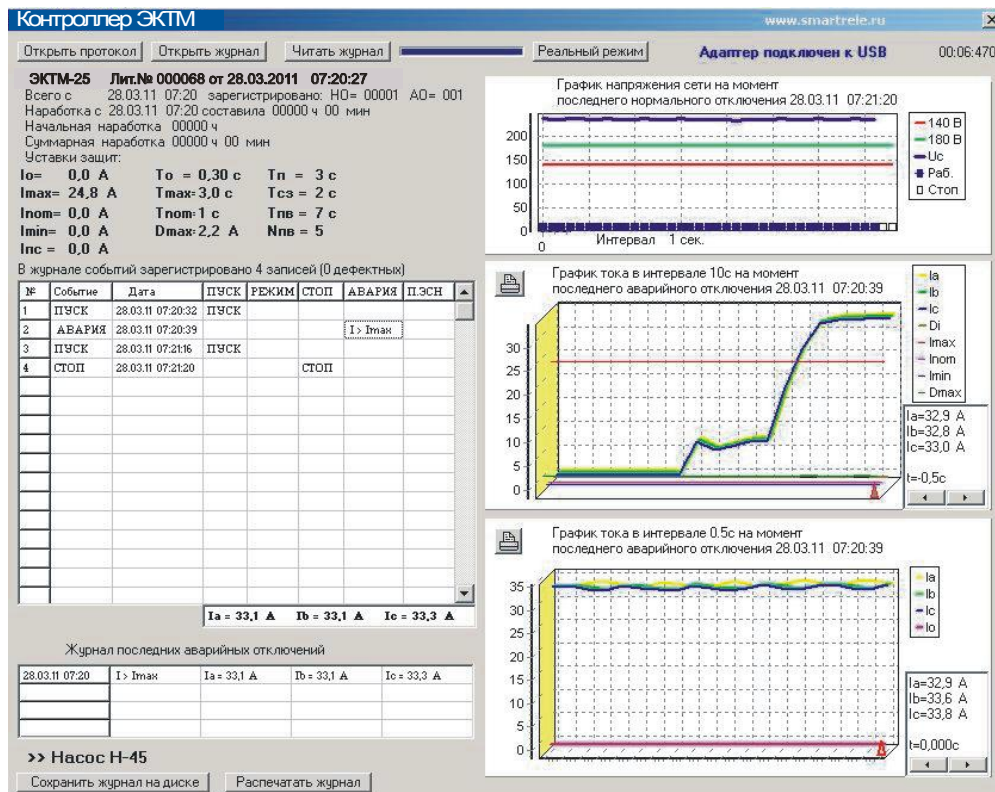 Контроллер ЭКТМ www.smartrele.ru
Открыть протокол Открыть журнал Читать журнал Реальный режим Адаптер подключен к USB 00:06:470
ЭКТМ-25 Лит.№ 000068 от 28.03.2011 07:20:27
Всего с 28.03.11 07:20 зарегистрировано: НО= 00001 АО= 001
Наработка с 28.03.11 07:20 составила 00000 ч 00 мин
Начальная наработка 00000 ч
Суммарная наработка 00000 ч 00 мин
Уставки защит:
Io= 0,0 А То = 0,30 с Тп = 3 с
Imax= 24,8 А Tmax=3,0 с Тсз = 2 с
Inom= 0,0 А Tnom=1 с Тпв = 7 с
Imin= 0,0 А Dmax=2,2 А Nпв = 5
Iпс = 0,0 А
В журнале событий зарегистрировано 4 записей (0 дефектных)
№ Событие Дата ПУСК РЕЖИМ СТОП АВАРИЯ П.ЭСН
1 ПУСК 28.03.11 07:20:32 ПУСК
2 АВАРИЯ 28.03.11 07:20:39 I > Imax
3 ПУСК 28.03.11 07:21:16 ПУСК
4 СТОП 28.03.11 07:21:20 СТОП
Ia = 33,1 А Ib = 33,1 А Ic = 33,3 А
Журнал последних аварийных отключений
28.03.11 07:20 I > Imax Ia = 33,1 А Ib = 33,1 А Ic = 33,3 А
>> Насос Н-45
Сохранить журнал на диске Распечатать журнал
График напряжения сети на момент
последнего нормального отключения 28.03.11 07:21:20
200
150
100
50
0
0
Интервал 1 сек.
140 В
180 В
Uc
Раб.
Стоп
График тока в интервале 10с на момент
последнего аварийного отключения 28.03.11 07:20:39
30
25
20
15
10
5
0
Ia
Ib
Ic
Di
Imax
Inom
Imin
Dmax
Ia=32,9 А
Ib=32,8 А
Ic=33,0 А
t=-0,5с
График тока в интервале 0.5с на момент
последнего аварийного отключения 28.03.11 07:20:39
35
30
25
20
15
10
5
0
Ia
Ib
Ic
Io
Ia=32,9 А
Ib=33,6 А
Ic=33,8 А
t=0,000с